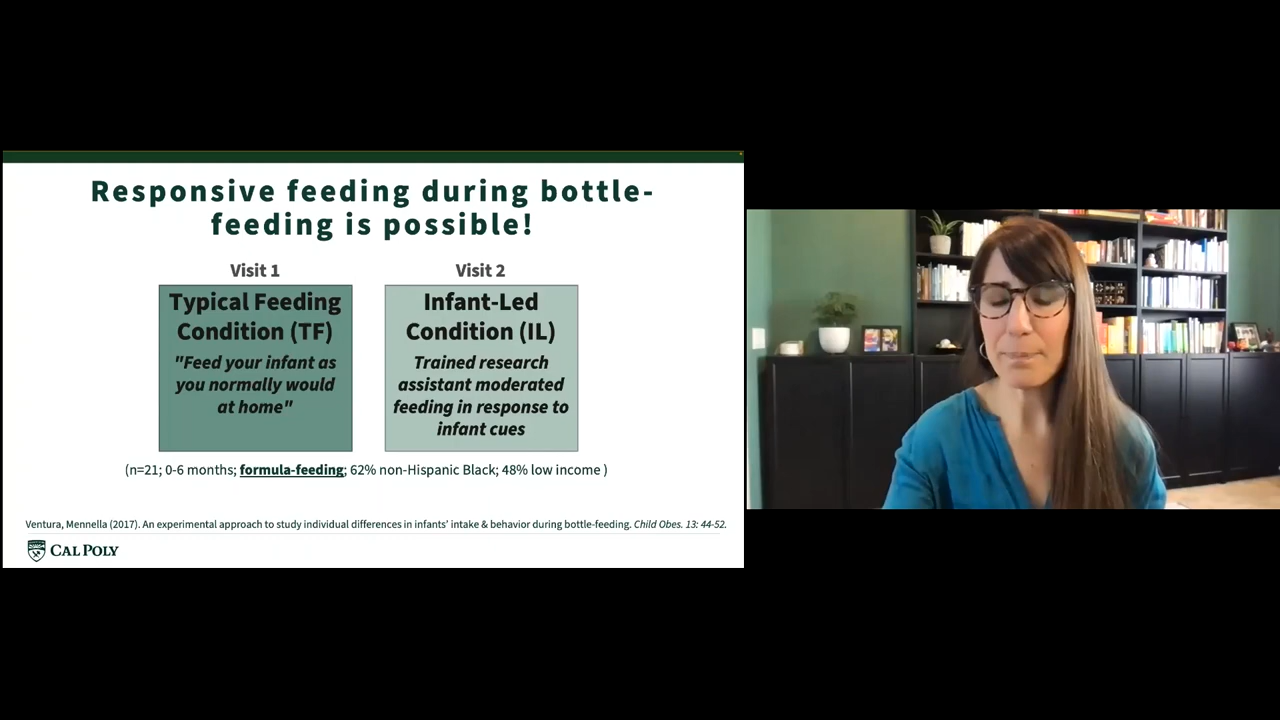 Responsive feeding during bottle-
feeding is possible!
Visit 1
Typical Feeding
Condition (TF)
"Feed your infant as
you normally would
at home"
Visit 2
Infant-Led
Condition (IL)
Trained research
assistant moderated
feeding in response to
infant cues
(n=21; 0-6 months; formula-feeding; 62% non-Hispanic Black; 48% low income )
Ventura, Mennella (2017). An experimental approach to study individual differences in infants' intake & behavior during bottle-feeding. Child Obes. 13: 44-52.
CAL POLY